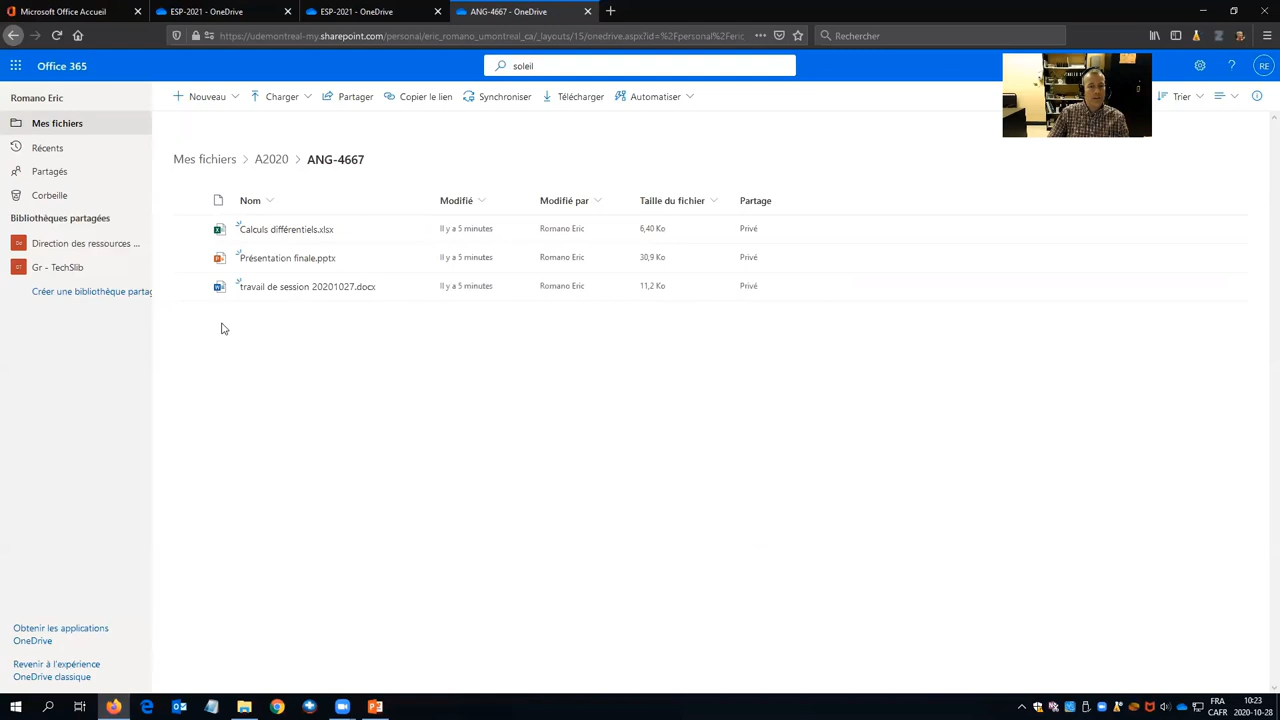 Microsoft Office Accueil
ESP-2021 - OneDrive
ESP-2021 - OneDrive
ANG-4667 - OneDrive
https://udemontreal-my.sharepoint.com/personal/eric_romano_umontreal_ca/_layouts/15/onedrive.aspx?id=%2Fpersonal%2Feric
Rechercher
Office 365
soleil
RE
Romano Eric
Nouveau
Charger
Copier le lien
Synchroniser
Télécharger
Automatiser
Trier
Mes fichiers
Récents
Partagés
Corbeille
Bibliothèques partagées
Direction des ressources ...
Gr - TechSlib
Créer une bibliothèque partag
Mes fichiers > A2020 > ANG-4667
Nom Modifié Modifié par Taille du fichier Partage
Calculs différentiels.xlsx Il y a 5 minutes Romano Eric 6,40 Ko Privé
Présentation finale.pptx Il y a 5 minutes Romano Eric 30,9 Ko Privé
travail de session 20201027.docx Il y a 5 minutes Romano Eric 11,2 Ko Privé
Obtenir les applications
OneDrive
Revenir à l'expérience
OneDrive classique
FRA
CAFR
10:23
2020-10-28